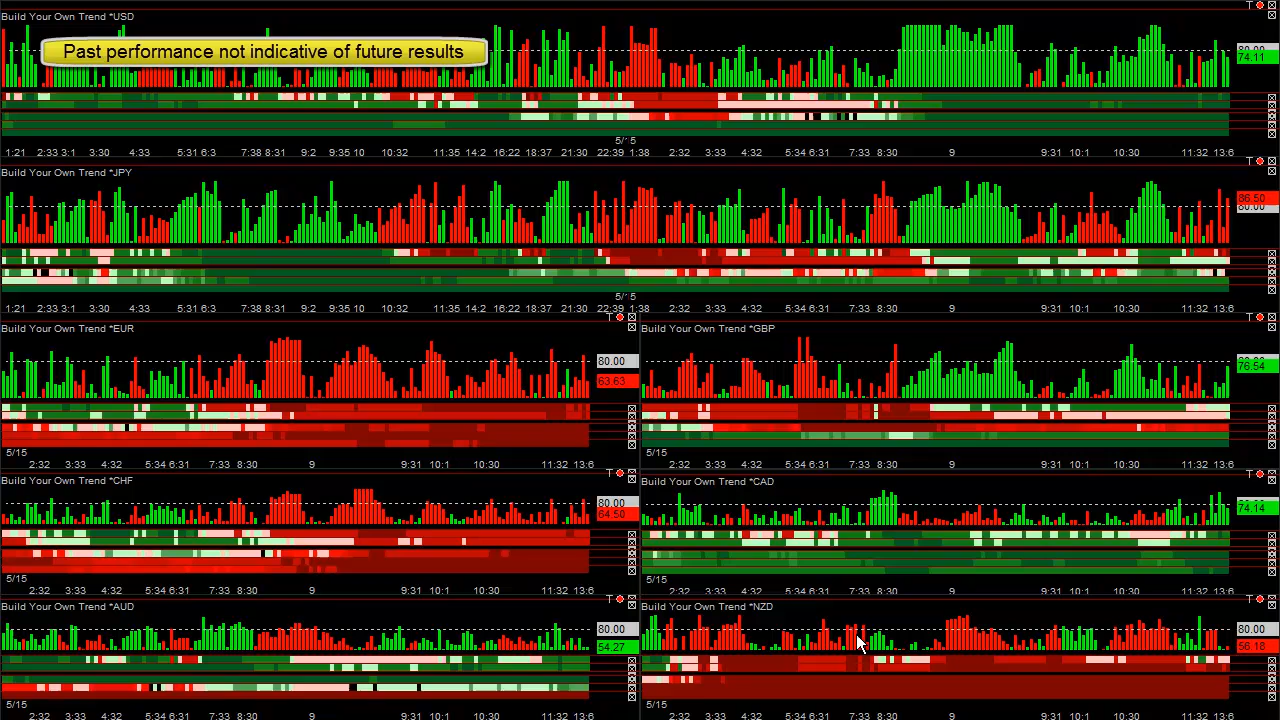 Build Your Own Trend *USD
Past performance not indicative of future results
80.00
74.11
5/15
1:21 2:33 3:1 3:30 4:33 5:31 6:3 7:38 8:31 9:2 9:35 10 10:32 11:35 14:2 16:22 18:37 21:30 22:39 1:38 2:32 3:33 4:32 5:34 6:31 7:33 8:30 9 9:31 10:1 10:30 11:32 13:6
Build Your Own Trend *JPY
86.50
80.00
5/15
1:21 2:33 3:1 3:30 4:33 5:31 6:3 7:38 8:31 9:2 9:35 10 10:32 11:35 14:2 16:22 18:37 21:30 22:39 1:38 2:32 3:33 4:32 5:34 6:31 7:33 8:30 9 9:31 10:1 10:30 11:32 13:6
Build Your Own Trend *EUR
80.00
63.63
5/15
2:32 3:33 4:32 5:34 6:31 7:33 8:30 9 9:31 10:1 10:30 11:32 13:6
Build Your Own Trend *GBP
76.54
5/15
2:32 3:33 4:32 5:34 6:31 7:33 8:30 9 9:31 10:1 10:30 11:32 13:6
Build Your Own Trend *CHF
80.00
64.50
5/15
2:32 3:33 4:32 5:34 6:31 7:33 8:30 9 9:31 10:1 10:30 11:32 13:6
Build Your Own Trend *CAD
80.00
74.14
5/15
2:32 3:33 4:32 5:34 6:31 7:33 8:30 9 9:31 10:1 10:30 11:32 13:6
Build Your Own Trend *AUD
80.00
54.27
5/15
2:32 3:33 4:32 5:34 6:31 7:33 8:30 9 9:31 10:1 10:30 11:32 13:6
Build Your Own Trend *NZD
80.00
56.18
5/15
2:32 3:33 4:32 5:34 6:31 7:33 8:30 9 9:31 10:1 10:30 11:32 13:6